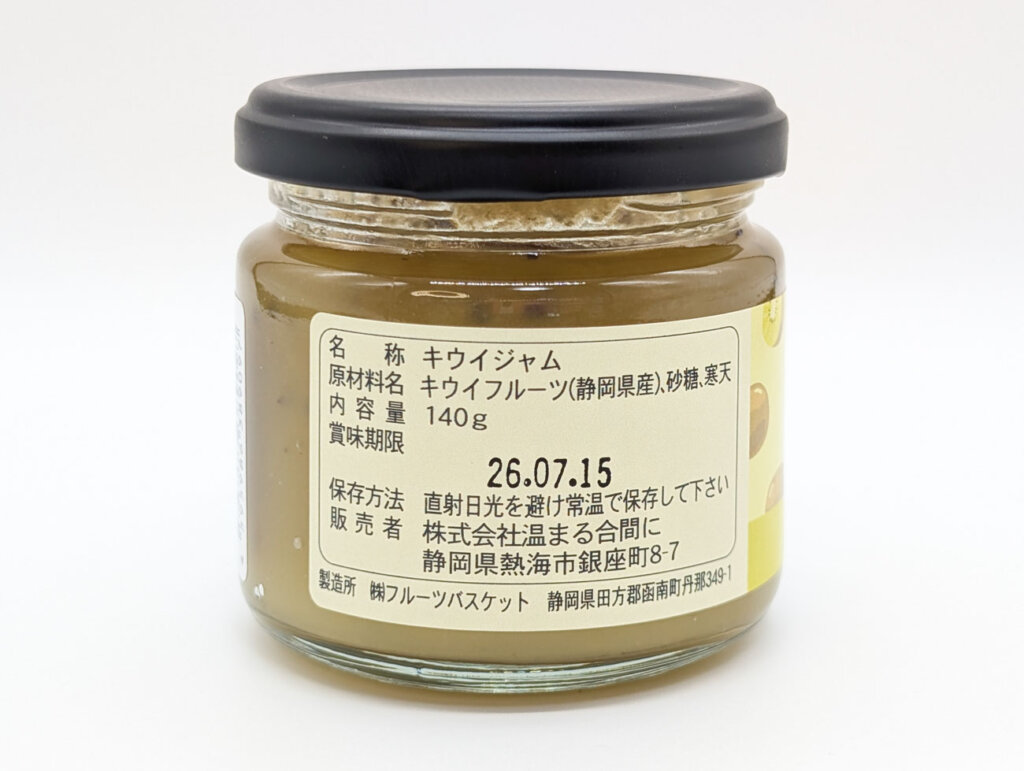 名称 キウイジャム
原材料名 キウイフルーツ(静岡県産)、砂糖、寒天
内容量 140g
賞味期限
26.07.15
保存方法 直射日光を避け常温で保存して下さい
販売者 株式会社温まる合間に
静岡県熱海市銀座町8-7
製造所 ㈱フルーツバスケット 静岡県田方郡函南町丹那349-1